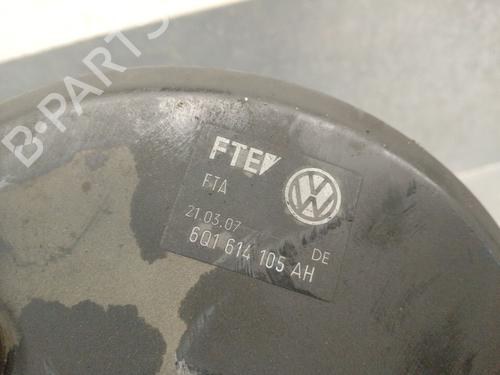 B-PARTS
FTE
FTA
21.03.07
DE
6Q1 614 105 AH